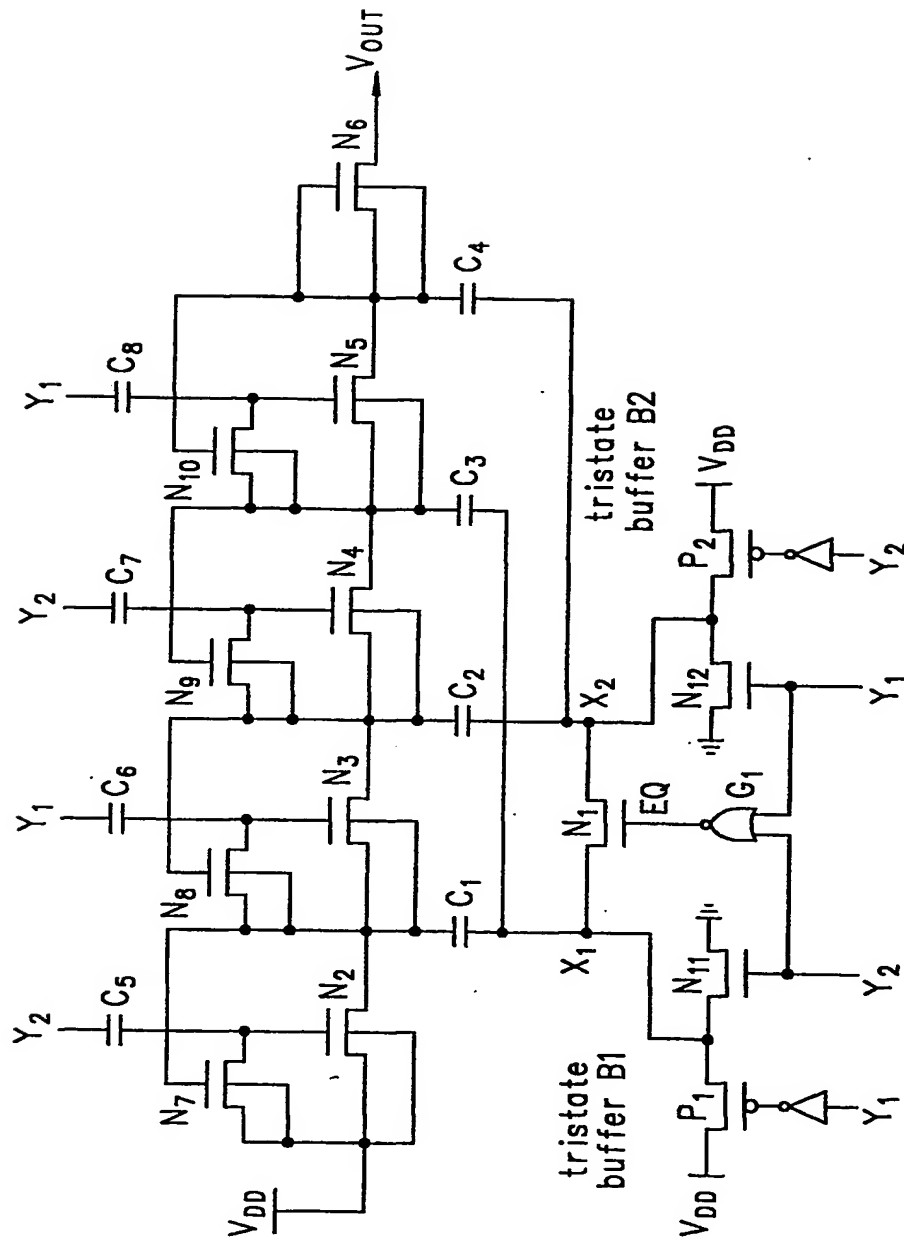 Y2 Y1 Y2 Y1
C5 C6 C7 C8
N7 N8 N9 N10
N2 N3 N4 N5 N6
VDD VOUT
C1 C2 C3 C4
X1 X2
N1
EQ
G1
tristate
buffer B1
tristate
buffer B2
VDD P1 N11 N12 P2 VDD
Y1 Y2 Y1 Y2